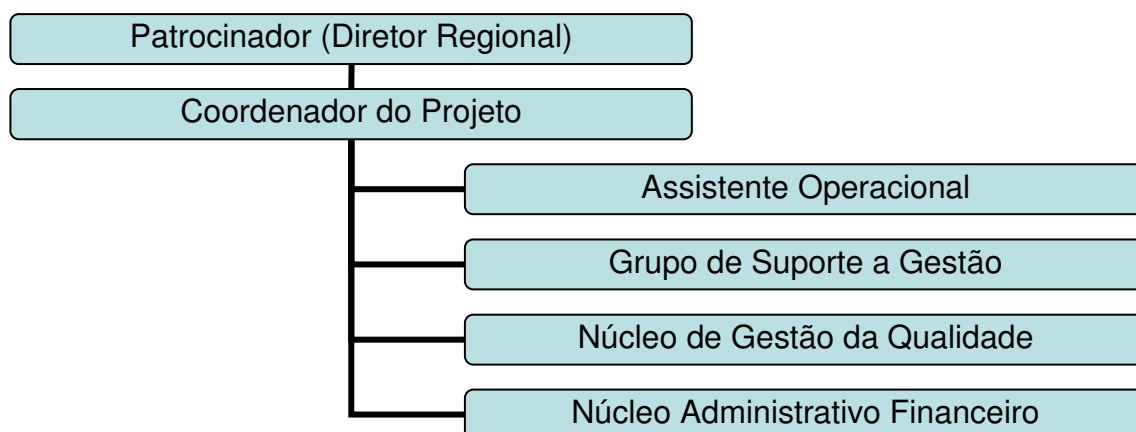 Patrocinador (Diretor Regional)
Coordenador do Projeto
Assistente Operacional
Grupo de Suporte a Gestão
Núcleo de Gestão da Qualidade
Núcleo Administrativo Financeiro